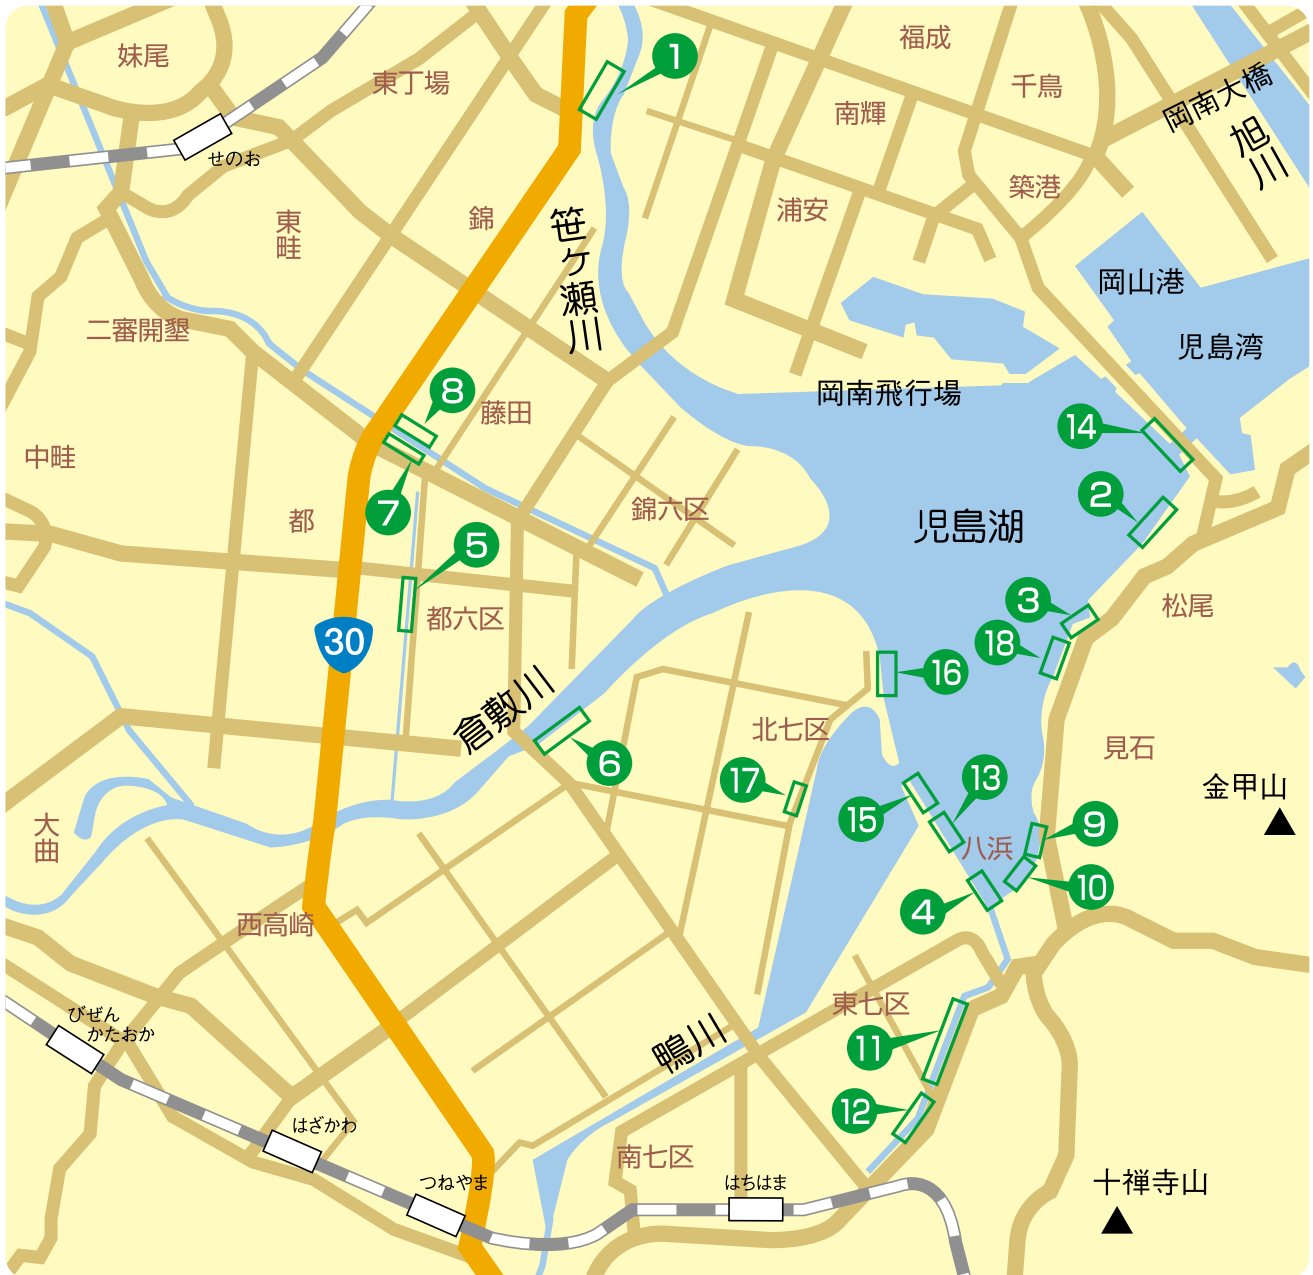 妹尾
東丁場
1
福成
千鳥
岡南大橋
旭川
南輝
せのお
築港
浦安
東畦
錦
笹ヶ瀬川
岡山港
児島湾
二審開墾
岡南飛行場
8
藤田
14
中畦
7
都
錦六区
2
児島湖
5
都六区
3
松尾
18
30
16
倉敷川
北七区
6
17
見石
13
金甲山
15
大曲
9
八浜
10
4
西高崎
びぜん
かたおか
東七区
鴨川
11
12
はざかわ
南七区
つねやま
はちはま
十禅寺山